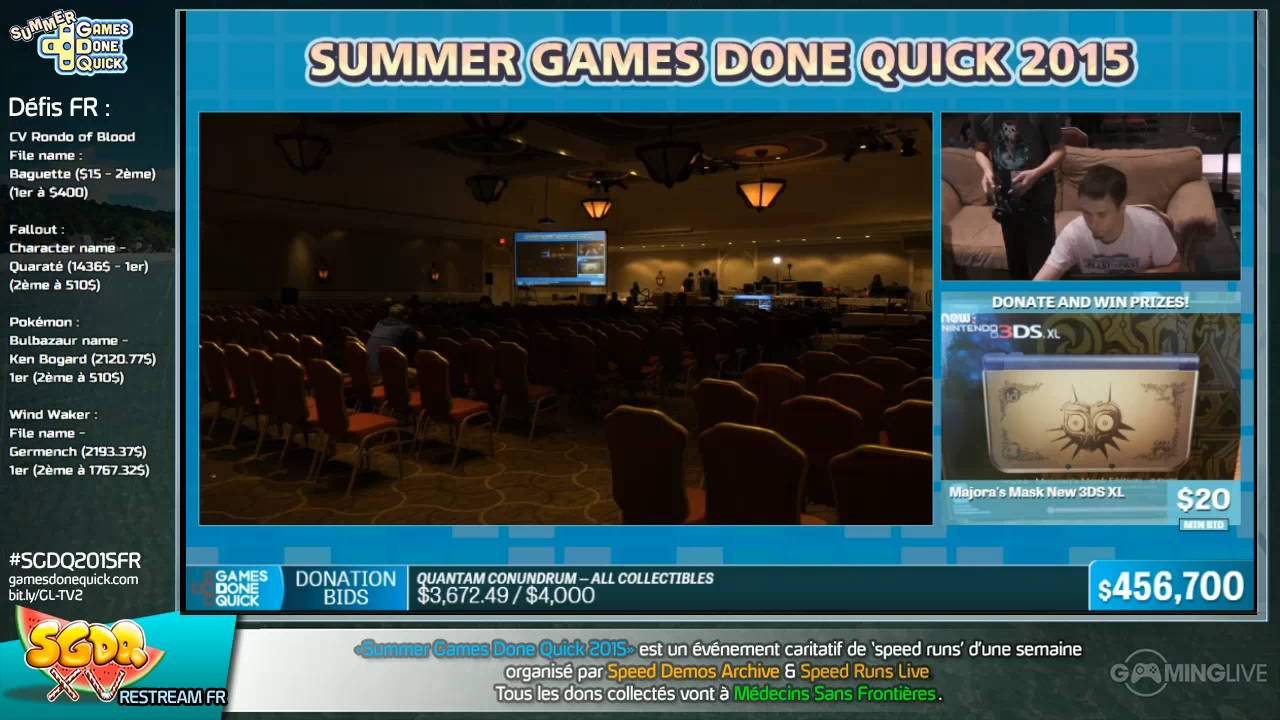 SUMMER
GAMES
DONE
QUICK
Défis FR :
CV Rondo of Blood
File name :
Baguette ($15 - 2ème)
(1er à $400)
Fallout :
Character name -
Quaraté (1436$ - 1er)
(2ème à 510$)
Pokémon :
Bulbazaur name -
Ken Bogard (2120.77$)
1er (2ème à 510$)
Wind Waker :
File name -
Germench (2193.37$)
1er (2ème à 1767.32$)
#SGDQ2015FR
gamesdonequick.com
bit.ly/GL-TV2
SGDQ
XV
RESTREAM FR
SUMMER GAMES DONE QUICK 2015
DONATE AND WIN PRIZES!
new
NINTENDO 3DS XL
Majora's Mask New 3DS XL
$20
MIN BID
GAMES
DONE
QUICK
DONATION
BIDS
QUANTAM CONUNDRUM – ALL COLLECTIBLES
$3,672.49 / $4,000
$456,700
«Summer Games Done Quick 2015» est un événement caritatif de 'speed runs' d'une semaine
organisé par Speed Demos Archive & Speed Runs Live
Tous les dons collectés vont à Médecins Sans Frontières.
GAMINGLIVE